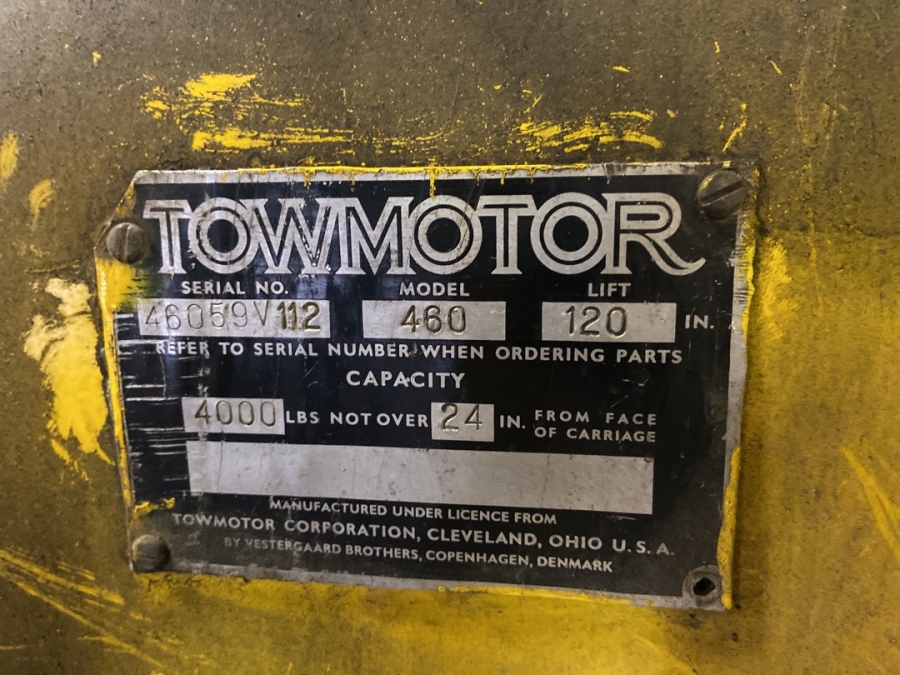 TOWMOTOR
SERIAL NO. MODEL LIFT
46059V112 460 120 IN.
REFER TO SERIAL NUMBER WHEN ORDERING PARTS
CAPACITY
4000 LBS NOT OVER 24 IN. FROM FACE OF CARRIAGE
MANUFACTURED UNDER LICENCE FROM
TOWMOTOR CORPORATION, CLEVELAND, OHIO U.S.A.
BY VESTERGAARD BROTHERS, COPENHAGEN, DENMARK